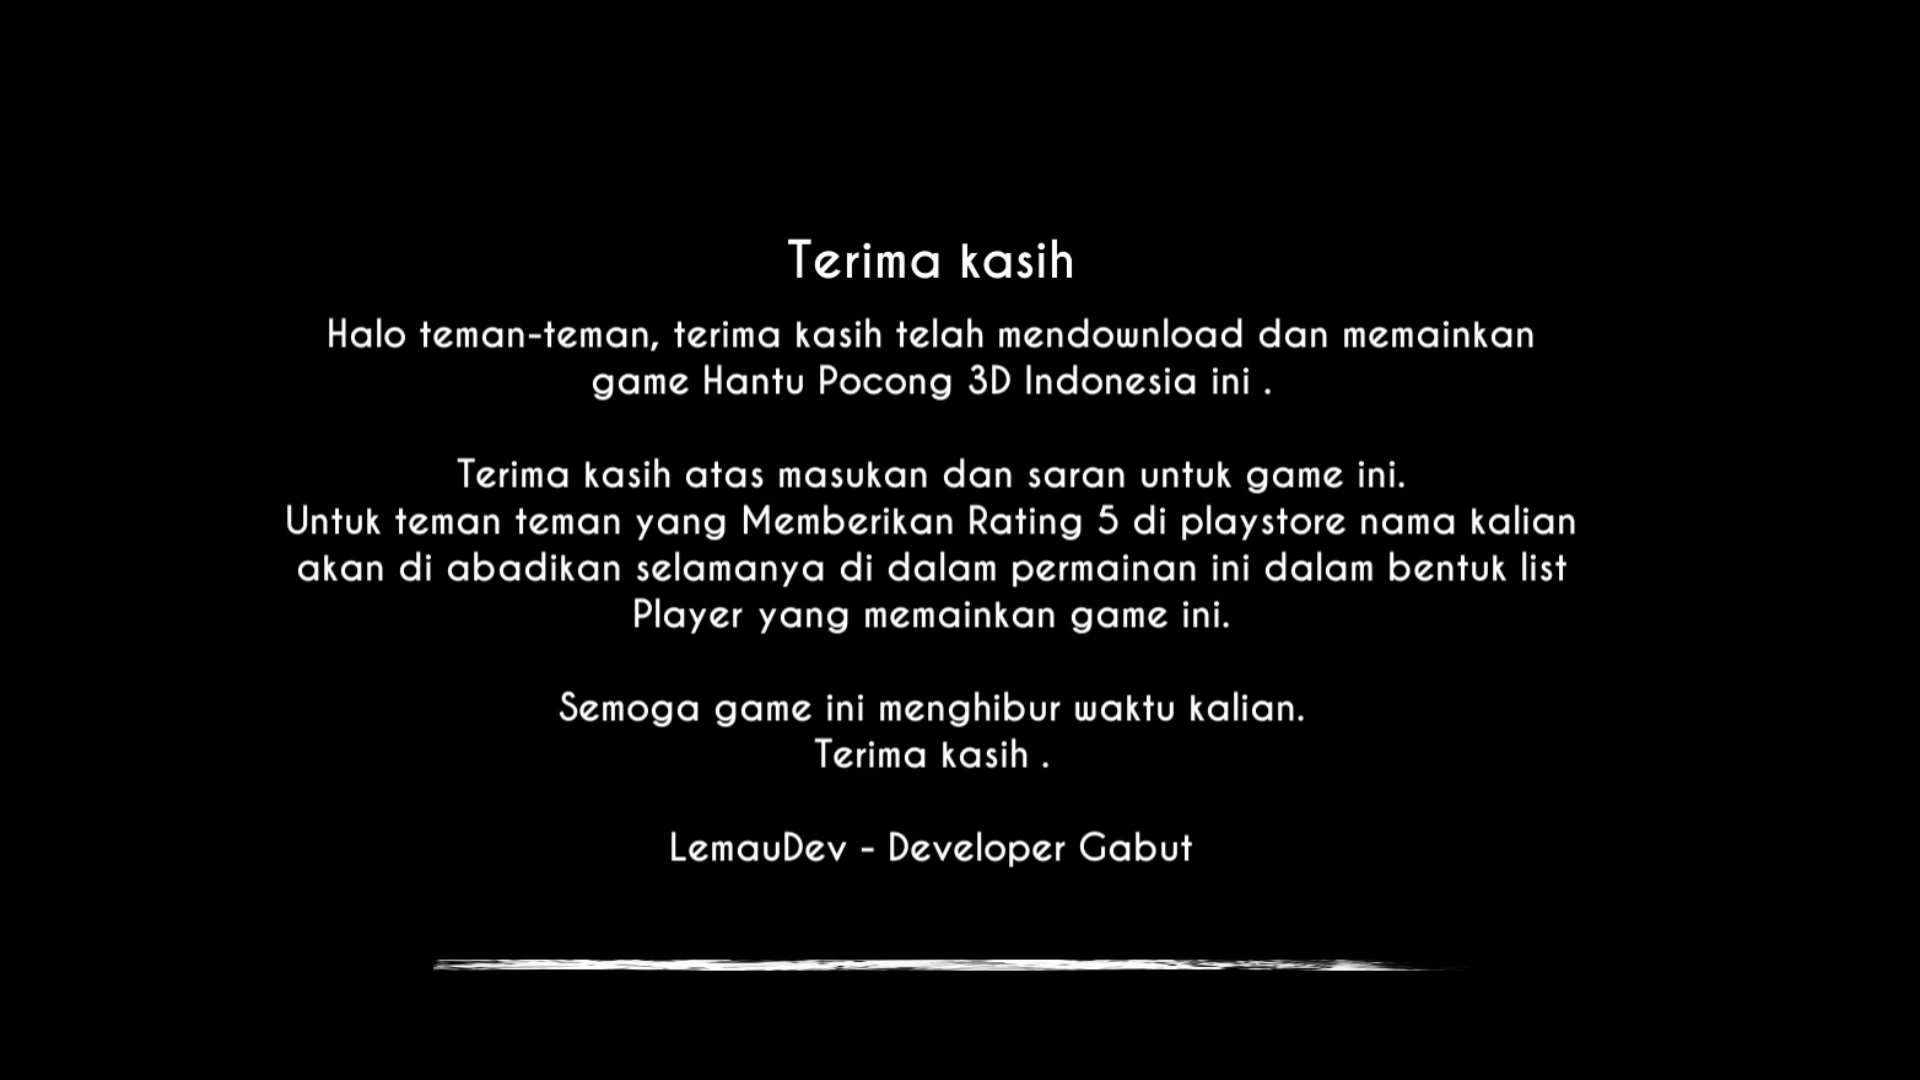 Terima kasih
Halo teman-teman, terima kasih telah mendownload dan memainkan
game Hantu Pocong 3D Indonesia ini .
Terima kasih atas masukan dan saran untuk game ini.
Untuk teman teman yang Memberikan Rating 5 di playstore nama kalian
akan di abadikan selamanya di dalam permainan ini dalam bentuk list
Player yang memainkan game ini.
Semoga game ini menghibur waktu kalian.
Terima kasih .
LemauDev - Developer Gabut